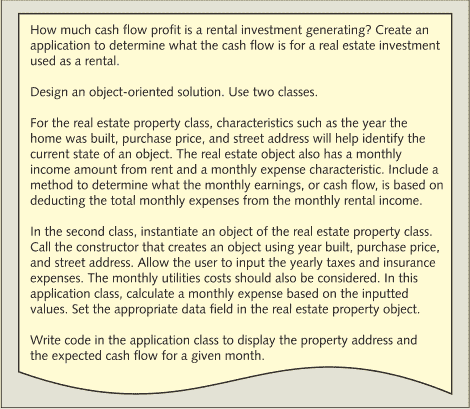 How much cash flow profit is a rental investment generating? Create an
application to determine what the cash flow is for a real estate investment
used as a rental.
Design an object-oriented solution. Use two classes.
For the real estate property class, characteristics such as the year the
home was built, purchase price, and street address will help identify the
current state of an object. The real estate object also has a monthly
income amount from rent and a monthly expense characteristic. Include a
method to determine what the monthly earnings, or cash flow, is based on
deducting the total monthly expenses from the monthly rental income.
In the second class, instantiate an object of the real estate property class.
Call the constructor that creates an object using year built, purchase price,
and street address. Allow the user to input the yearly taxes and insurance
expenses. The monthly utilities costs should also be considered. In this
application class, calculate a monthly expense based on the inputted
values. Set the appropriate data field in the real estate property object.
Write code in the application class to display the property address and
the expected cash flow for a given month.